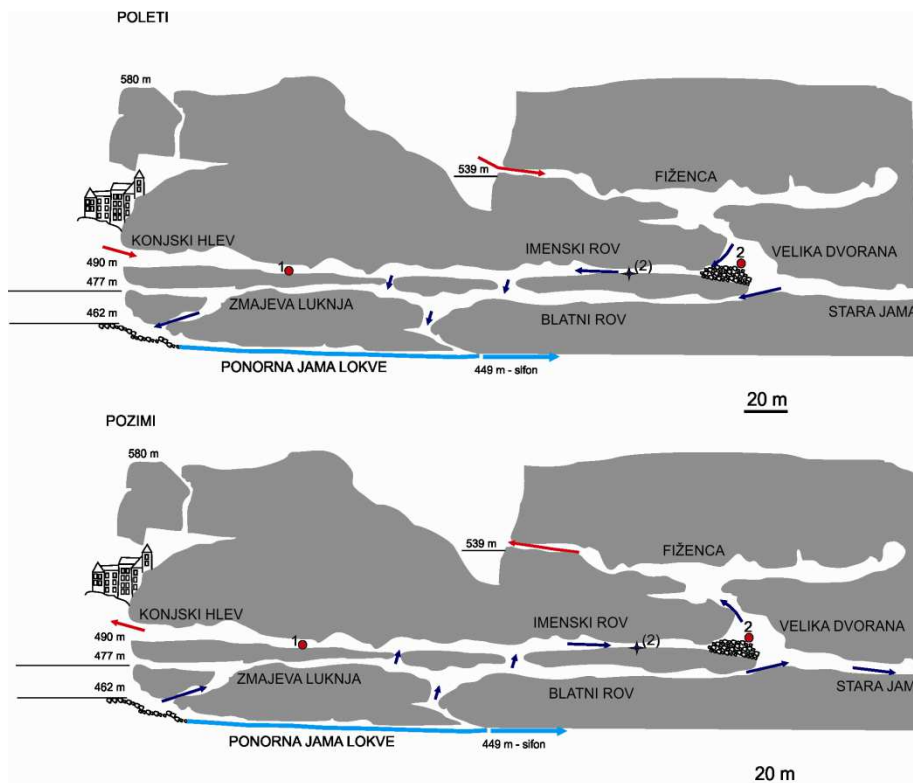 POLETI
580 m
539 m
FIŽENCA
KONJSKI HLEV
IMENSKI ROV
VELIKA DVORANA
490 m
1
(2)
2
477 m
ZMAJEVA LUKNJA
BLATNI ROV
STARA JAMA
462 m
PONORNA JAMA LOKVE
449 m - sifon
20 m
POZIMI
580 m
539 m
FIŽENCA
KONJSKI HLEV
IMENSKI ROV
VELIKA DVORANA
490 m
1
(2)
2
477 m
ZMAJEVA LUKNJA
BLATNI ROV
STARA JAM
462 m
PONORNA JAMA LOKVE
449 m - sifon
20 m